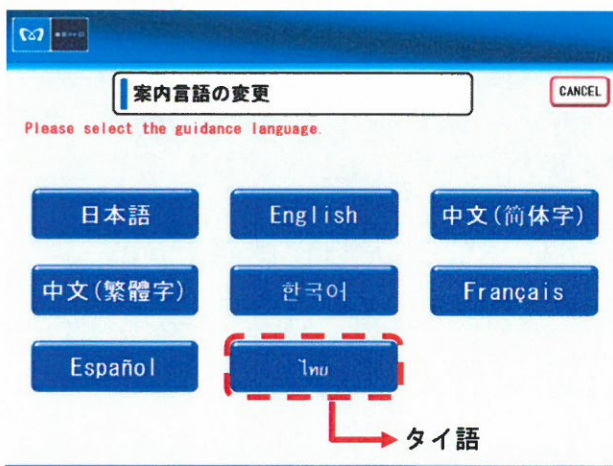 案内言語の変更
CANCEL
Please select the guidance language.
日本語
English
中文(简体字)
中文(繁體字)
한국어
Français
Español
ไทย
タイ語